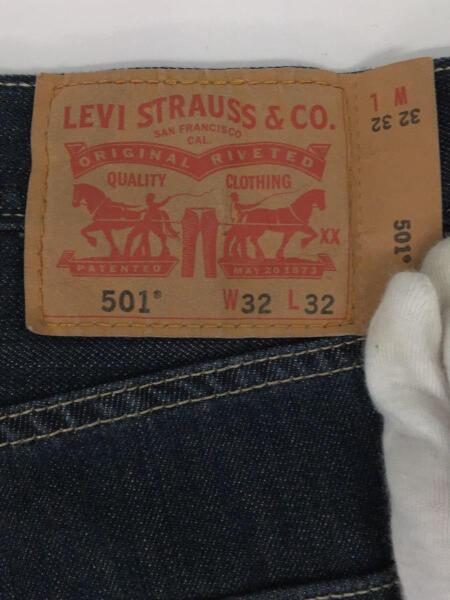 LEVI STRAUSS & CO.
SAN FRANCISCO
CAL.
ORIGINAL RIVETED
QUALITY CLOTHING
XX
PATENTED MAY 20 1873
501® W32 L32
W L
32 32
501®